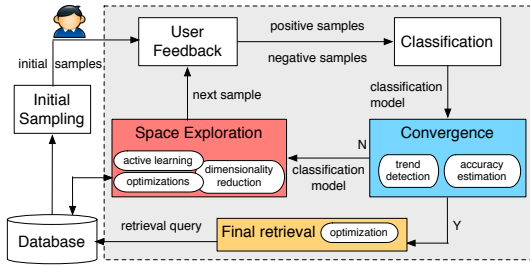 User
Feedback
positive samples
negative samples
Classification
initial samples
Initial
Sampling
next sample
classification
model
Space Exploration
active learning
optimizations
dimensionality
reduction
N
classification
model
Convergence
trend
detection
accuracy
estimation
Y
Database
retrieval query
Final retrieval
optimization